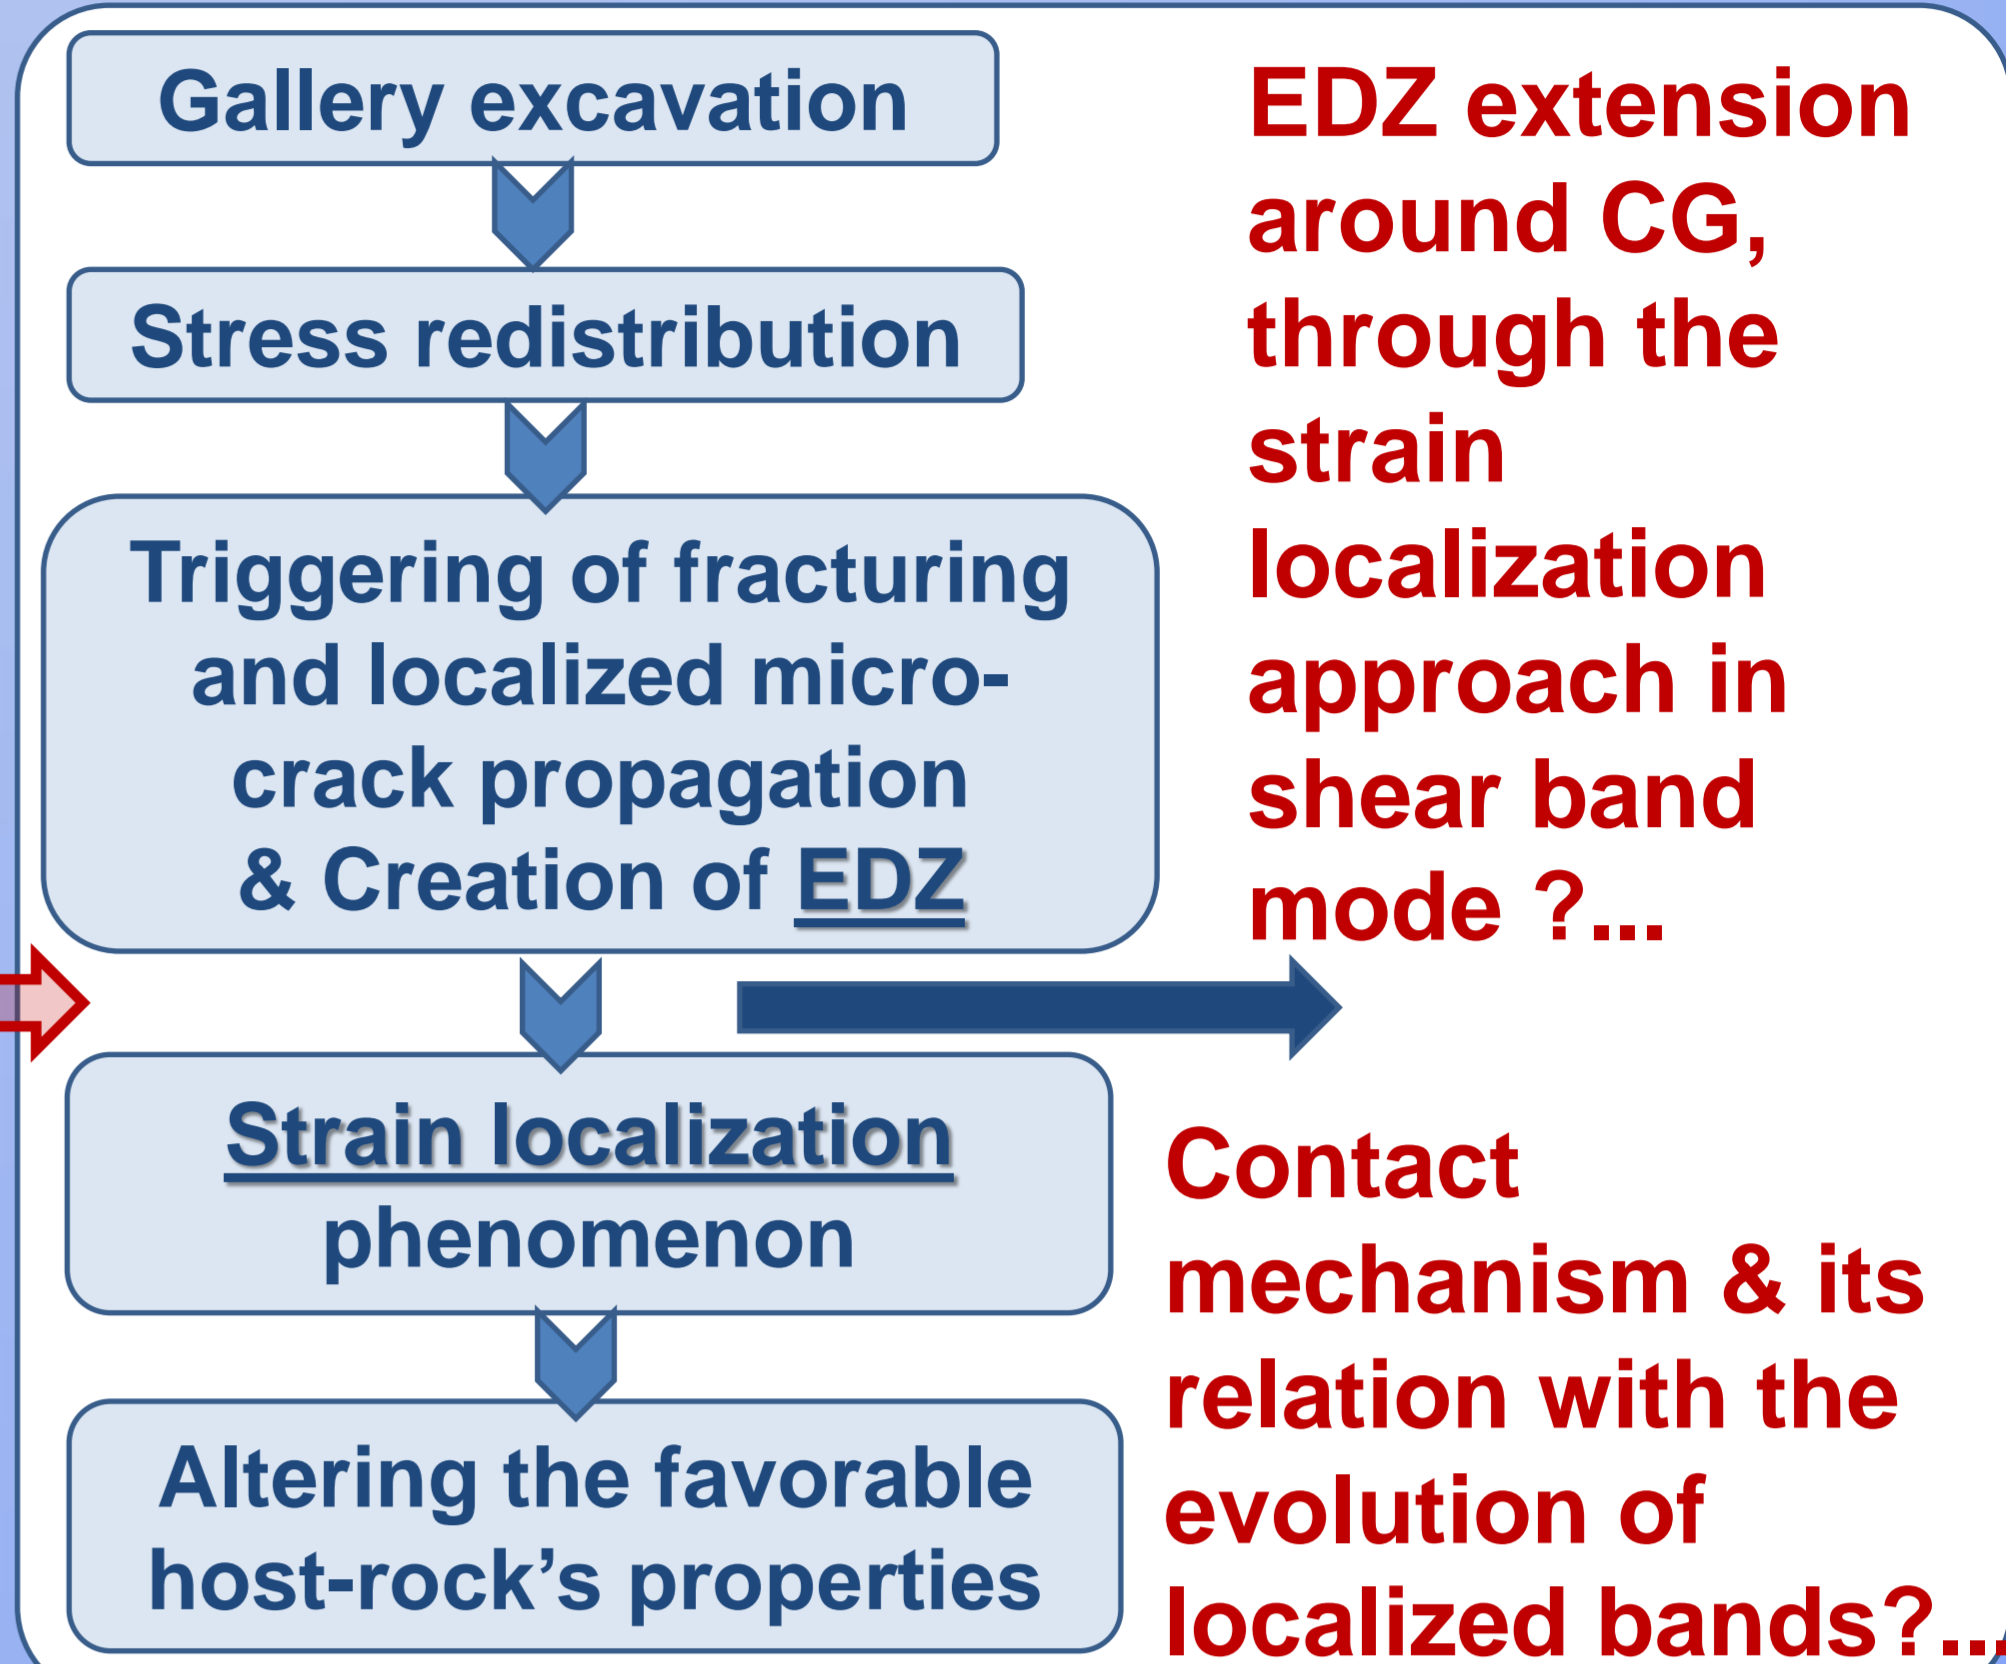 Gallery excavation
Stress redistribution
Triggering of fracturing
and localized micro-
crack propagation
& Creation of EDZ
Strain localization
phenomenon
Altering the favorable
host-rock’s properties
EDZ extension
around CG,
through the
strain
localization
approach in
shear band
mode ?...
Contact
mechanism & its
relation with the
evolution of
localized bands?...